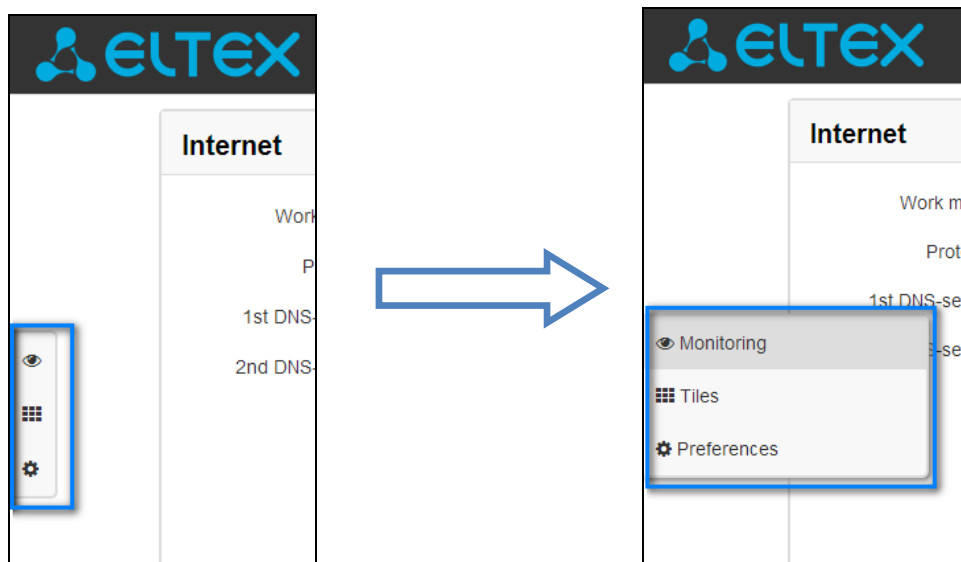 ELTEX
Internet
Work
P
1st DNS-
2nd DNS-
ELTEX
Internet
Work m
Prot
1st DNS-se
S-se
Monitoring
Tiles
Preferences